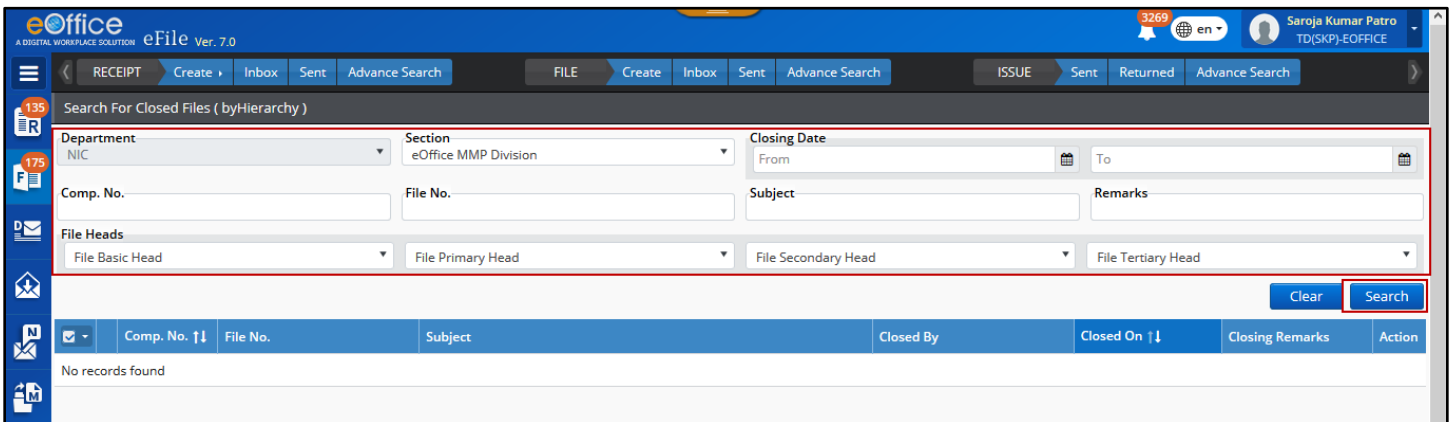 eOffice
A DIGITAL WORKPLACE SOLUTION eFile Ver. 7.0
3269
en
Saroja Kumar Patro
TD(SKP)-EOFFICE
RECEIPT Create Inbox Sent Advance Search FILE Create Inbox Sent Advance Search ISSUE Sent Returned Advance Search
135
R
Search For Closed Files ( byHierarchy )
Department Section Closing Date
NIC eOffice MMP Division From To
175
F
Comp. No. File No. Subject Remarks
D
File Heads
File Basic Head File Primary Head File Secondary Head File Tertiary Head
Clear Search
N
Comp. No. File No. Subject Closed By Closed On Closing Remarks Action
No records found
M